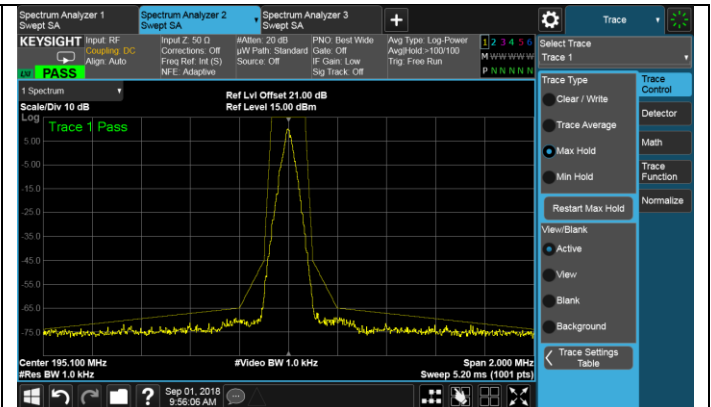 Spectrum Analyzer 1
Swept SA
Spectrum Analyzer 2
Swept SA
Spectrum Analyzer 3
Swept SA
+
Trace
KEYSIGHT
Input: RF
Coupling: DC
Align: Auto
Input Z: 50 Ω
Corrections: Off
Freq Ref: Int (S)
NFE: Adaptive
#Atten: 20 dB
µW Path: Standard
Source: Off
PNO: Best Wide
Gate: Off
IF Gain: Low
Sig Track: Off
Avg Type: Log-Power
Avg|Hold:>100/100
Trig: Free Run
1 2 3 4 5 6
M W W W W W
P N N N N N
LXI
PASS
1 Spectrum
Scale/Div 10 dB
Ref Lvl Offset 21.00 dB
Ref Level 15.00 dBm
Log
Trace 1 Pass
5.00
-5.00
-15.0
-25.0
-35.0
-45.0
-55.0
-65.0
-75.0
Center 195.100 MHz
#Res BW 1.0 kHz
#Video BW 1.0 kHz
Span 2.000 MHz
Sweep 5.20 ms (1001 pts)
Select Trace
Trace 1
Trace Type
Clear / Write
Trace Average
Max Hold
Min Hold
Restart Max Hold
View/Blank
Active
View
Blank
Background
Trace Settings
Table
Trace
Control
Detector
Math
Trace
Function
Normalize
?
Sep 01, 2018
9:56:06 AM